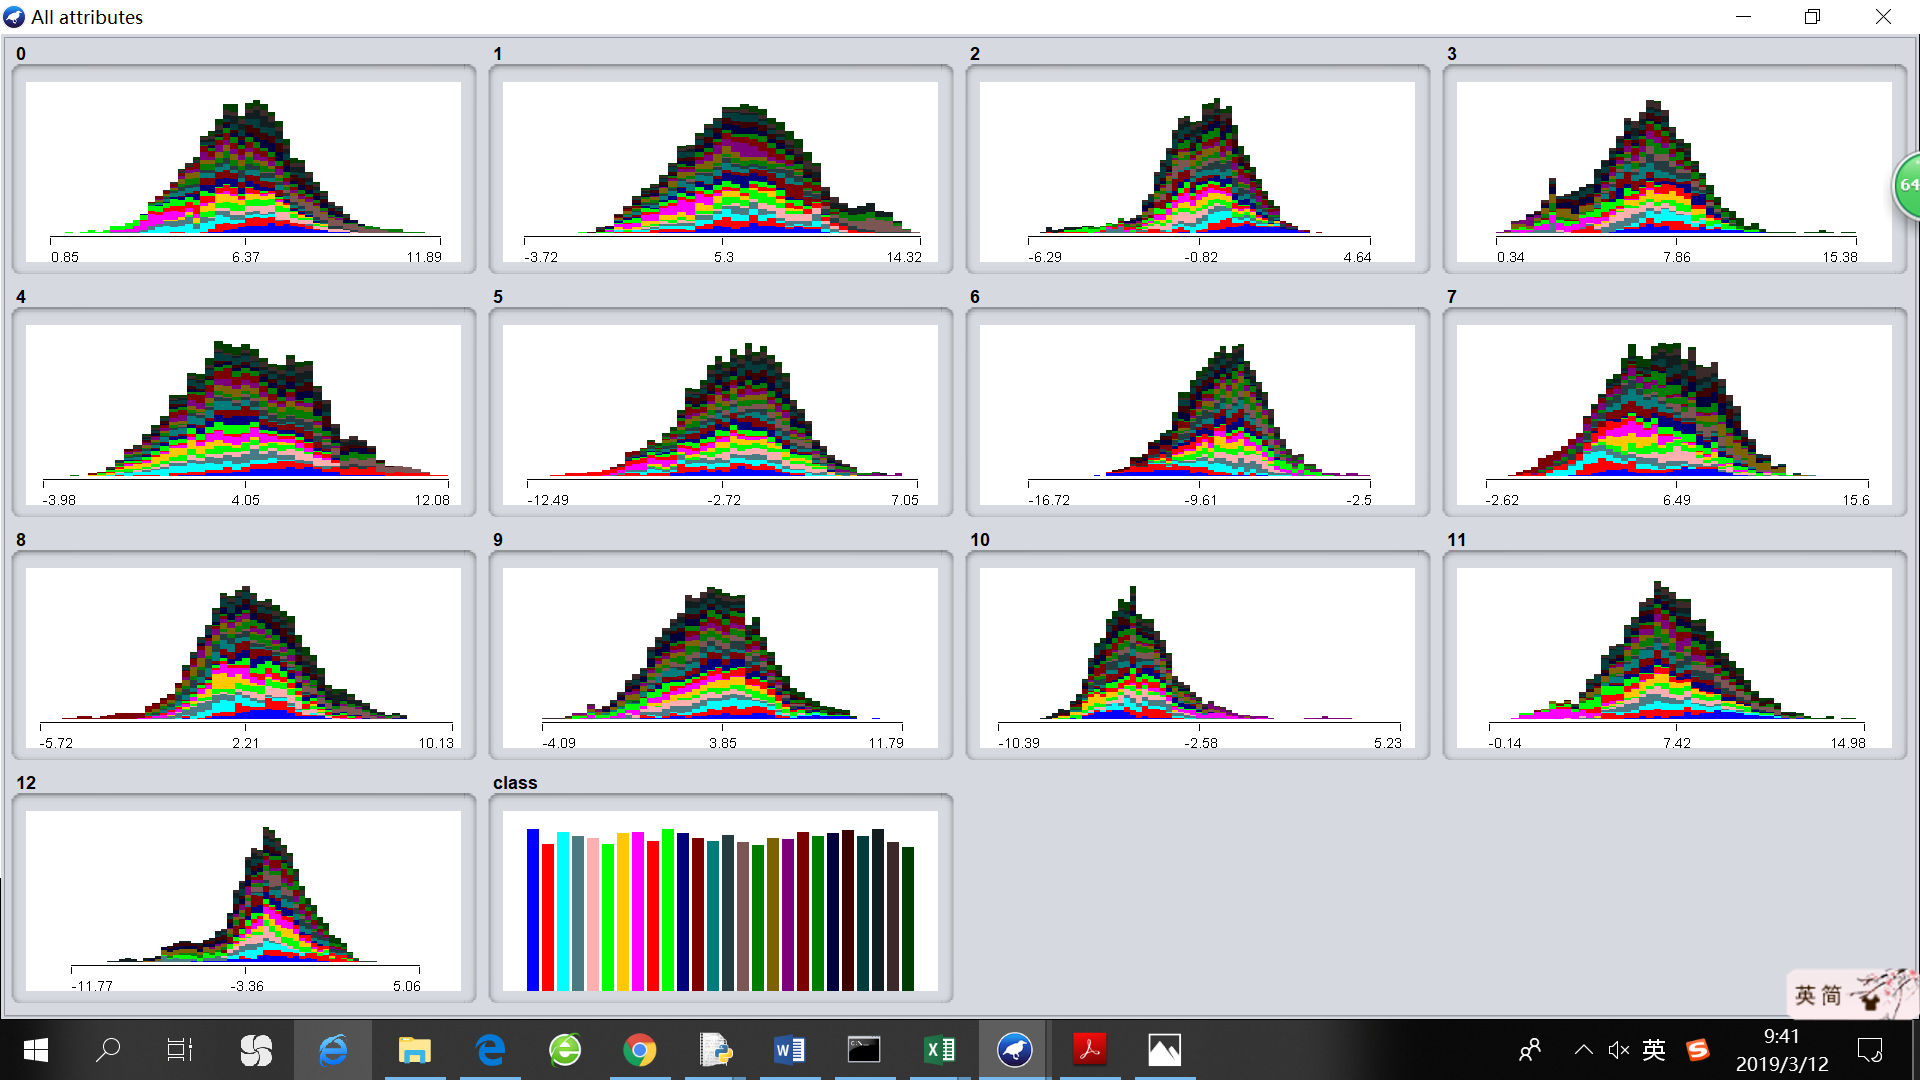 All attributes
0
1
2
3
0.85 6.37 11.89
-3.72 5.3 14.32
-6.29 -0.82 4.64
0.34 7.86 15.38
64
4
5
6
7
-3.98 4.05 12.08
-12.49 -2.72 7.05
-16.72 -9.61 -2.5
-2.62 6.49 15.6
8
9
10
11
-5.72 2.21 10.13
-4.09 3.85 11.79
-10.39 -2.58 5.23
-0.14 7.42 14.98
12
class
-11.77 -3.36 5.06
英 简
英
9:41
2019/3/12